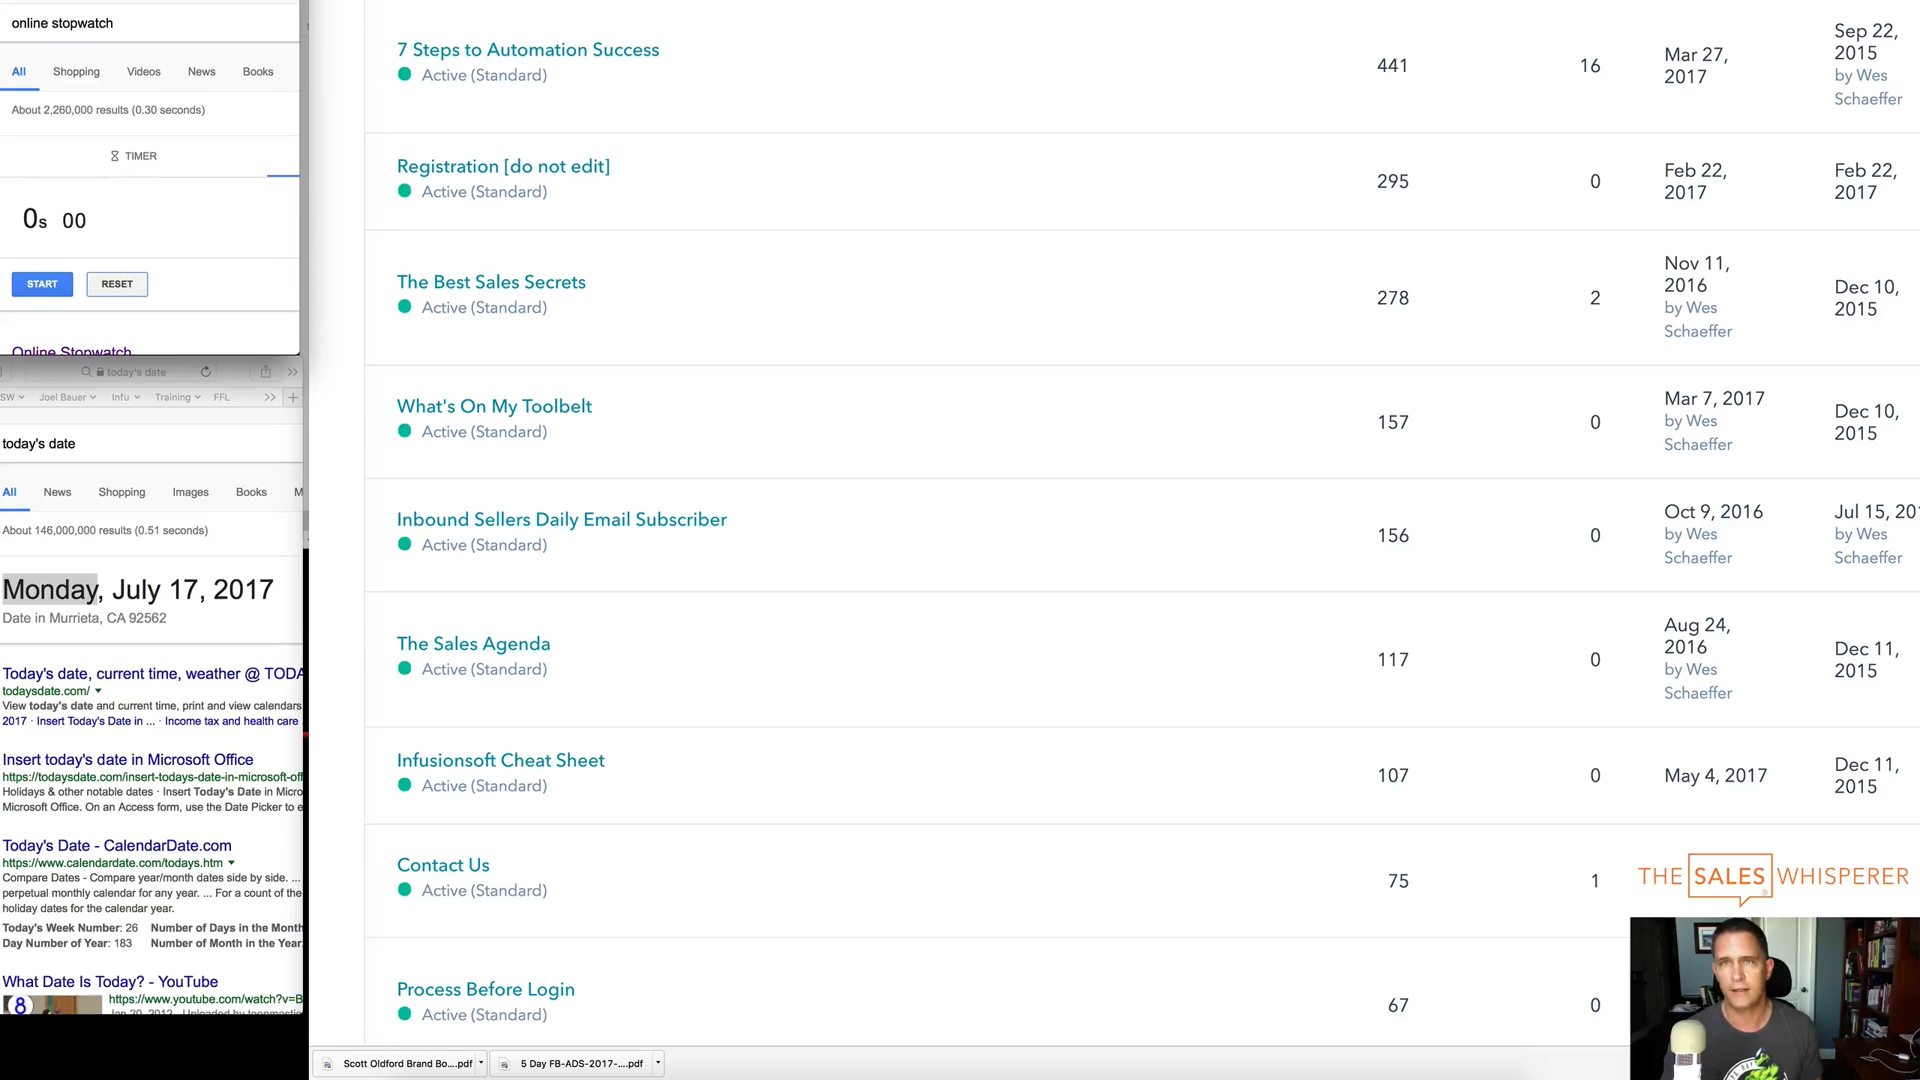 online stopwatch
All Shopping Videos News Books
About 2,260,000 results (0.30 seconds)
TIMER
0s 00
START RESET
Online Stopwatch
today's date
SW Joel Bauer Infu Training FFL
today's date
All News Shopping Images Books M
About 146,000,000 results (0.51 seconds)
Monday, July 17, 2017
Date in Murrieta, CA 92562
Today's date, current time, weather @ TODA
todaysdate.com/
View today's date and current time, print and view calendars
2017 · Insert Today's Date in ... · Income tax and health care
Insert today's date in Microsoft Office
https://todaysdate.com/insert-todays-date-in-microsoft-off
Holidays & other notable dates · Insert Today's Date in Micro
Microsoft Office. On an Access form, use the Date Picker to e
Today's Date - CalendarDate.com
https://www.calendardate.com/todays.htm
Compare Dates - Compare year/month dates side by side. ...
perpetual monthly calendar for any year. ... For a count of the
holiday dates for the calendar year.
Today's Week Number: 26 Number of Days in the Month
Day Number of Year: 183 Number of Month in the Year
What Date Is Today? - YouTube
https://www.youtube.com/watch?v=B
Jan 20, 2012 - Uploaded by
8
7 Steps to Automation Success
Active (Standard)
441
16
Mar 27,
2017
Sep 22,
2015
by Wes
Schaeffer
Registration [do not edit]
Active (Standard)
295
0
Feb 22,
2017
Feb 22,
2017
The Best Sales Secrets
Active (Standard)
278
2
Nov 11,
2016
by Wes
Schaeffer
Dec 10,
2015
What's On My Toolbelt
Active (Standard)
157
0
Mar 7, 2017
by Wes
Schaeffer
Dec 10,
2015
Inbound Sellers Daily Email Subscriber
Active (Standard)
156
0
Oct 9, 2016
by Wes
Schaeffer
Jul 15, 20
by Wes
Schaeffer
The Sales Agenda
Active (Standard)
117
0
Aug 24,
2016
by Wes
Schaeffer
Dec 11,
2015
Infusionsoft Cheat Sheet
Active (Standard)
107
0
May 4, 2017
Dec 11,
2015
Contact Us
Active (Standard)
75
1
THE SALES WHISPERER
Process Before Login
Active (Standard)
67
0
Scott Oldford Brand Bo....pdf 5 Day FB-ADS-2017-....pdf